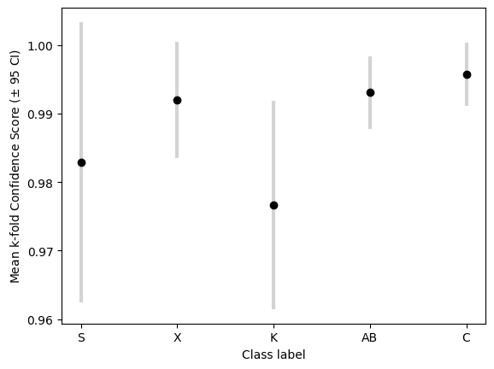 Mean k-fold Confidence Score (± 95 CI)
1.00
0.99
0.98
0.97
0.96
S X K AB C
Class label